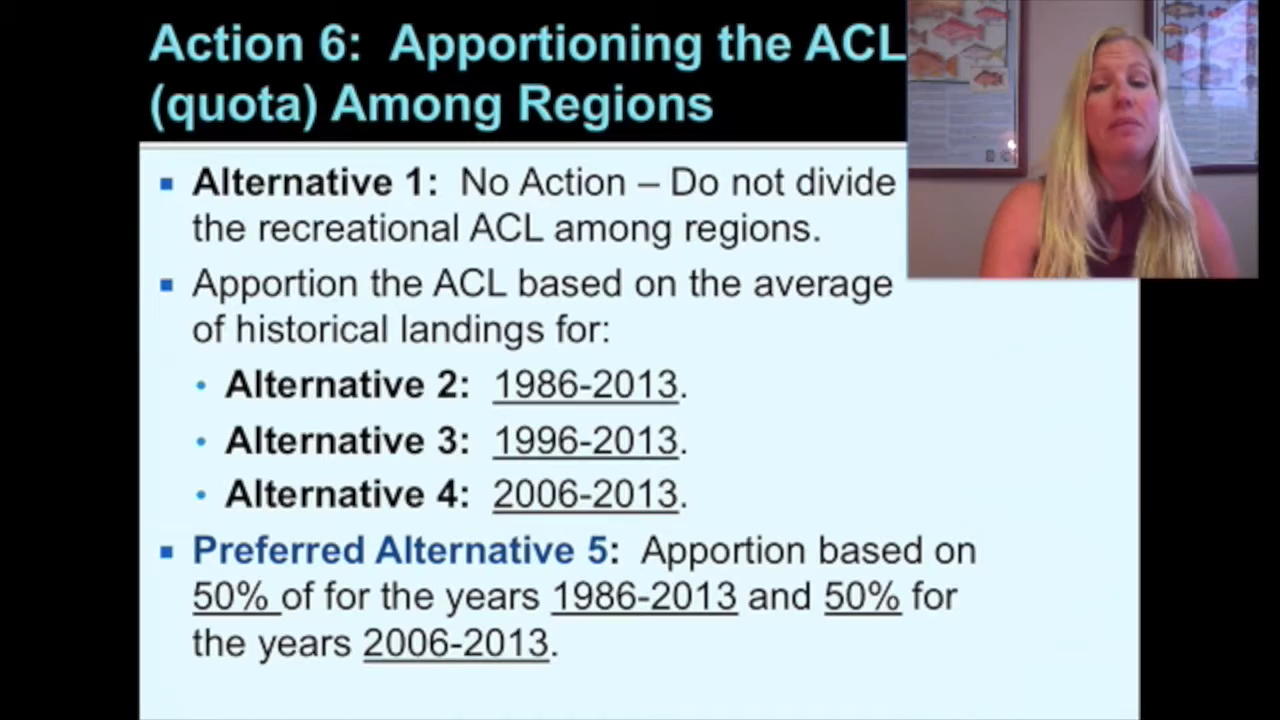 Action 6: Apportioning the ACL
(quota) Among Regions
Alternative 1: No Action – Do not divide
the recreational ACL among regions.
Apportion the ACL based on the average
of historical landings for:
Alternative 2: 1986-2013.
Alternative 3: 1996-2013.
Alternative 4: 2006-2013.
Preferred Alternative 5: Apportion based on
50% of for the years 1986-2013 and 50% for
the years 2006-2013.